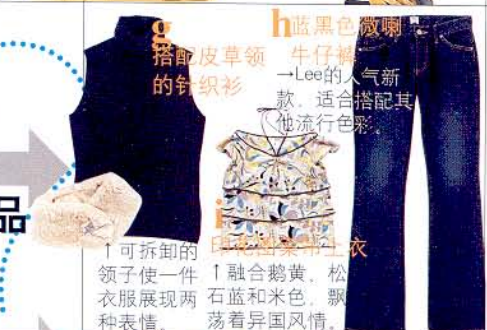 g
搭配皮草领
的针织衫
h蓝黑色微喇
牛仔裤
→Lee的人气新
款，适合搭配其
他流行色彩。
品
↑可拆卸的
领子使一件
衣服展现两
种表情。
i
印花图案吊带上衣
↑融合鹅黄、松
石蓝和米色，飘
荡着异国风情。